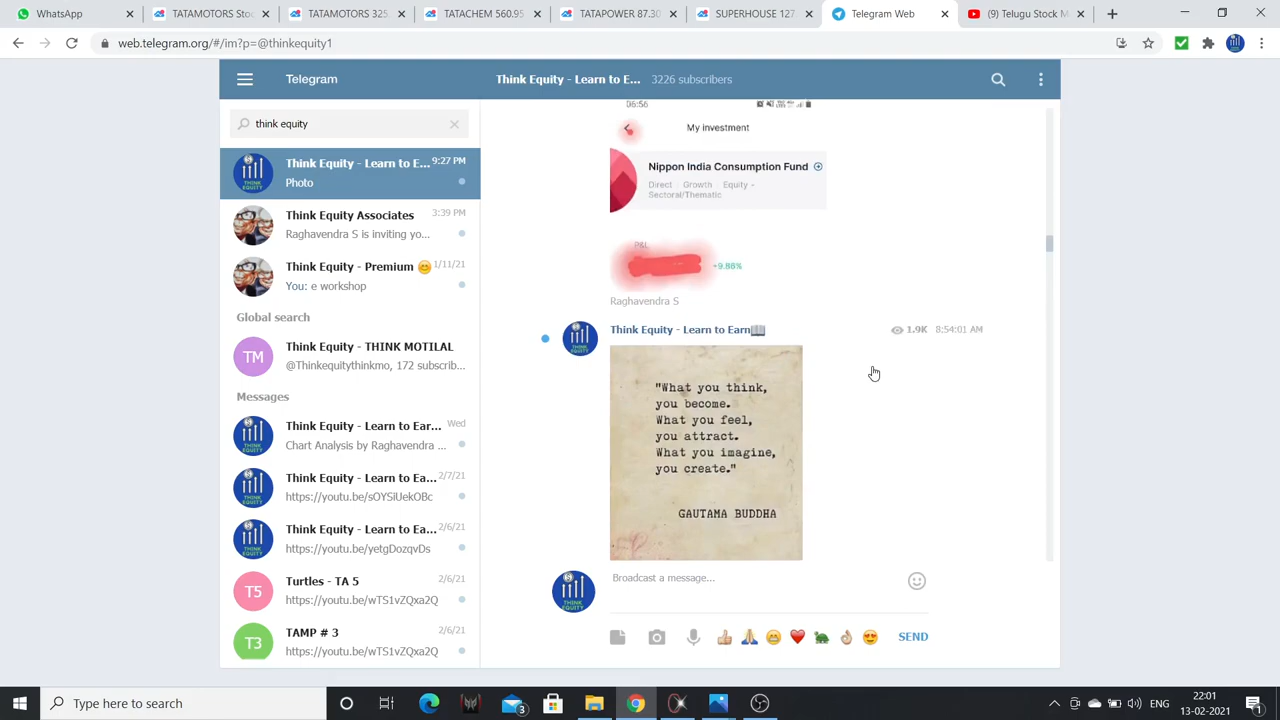 WhatsApp
TATAMOTORS Stoc
TATAMOTORS 325.
TATACHEM 560.95
TATAPOWER 87.30
SUPERHOUSE 127
Telegram Web
(9) Telugu Stock M
web.telegram.org/#/im?p=@thinkequity1
Telegram
Think Equity - Learn to E... 3226 subscribers
think equity
Think Equity - Learn to E... 9:27 PM
Photo
Think Equity Associates 3:39 PM
Raghavendra S is inviting yo...
Think Equity - Premium 😊 1/11/21
You: e workshop
Global search
TM
Think Equity - THINK MOTILAL
@Thinkequitythinkmo, 172 subscrib...
Messages
Think Equity - Learn to Ear... Wed
Chart Analysis by Raghavendra ...
Think Equity - Learn to Ea... 2/7/21
https://youtu.be/sOYSiUekOBc
Think Equity - Learn to Ea... 2/6/21
https://youtu.be/yetgDozqvDs
T5
Turtles - TA 5 2/6/21
https://youtu.be/wTS1vZQxa2Q
T3
TAMP # 3 2/6/21
https://youtu.be/wTS1vZQxa2Q
06:56
My investment
Nippon India Consumption Fund
Direct Growth Equity -
Sectoral/Thematic
P&L
+9.86%
Raghavendra S
Think Equity - Learn to Earn📖 1.9K 8:54:01 AM
"What you think,
you become.
What you feel,
you attract.
What you imagine,
you create."
GAUTAMA BUDDHA
Broadcast a message...
SEND
Type here to search
3
ENG
22:01
13-02-2021
1